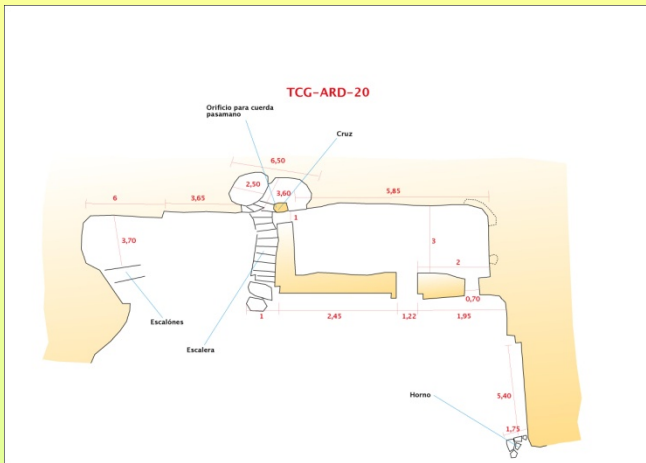 TCG-ARD-20
Orificio para cuerda
pasamano
Cruz
6,50
2,50
3,60
5,85
6
3,65
1
3,70
3
2
0,70
Escalónes
Escalera
1
2,45
1,22
1,95
5,40
Horno
1,75